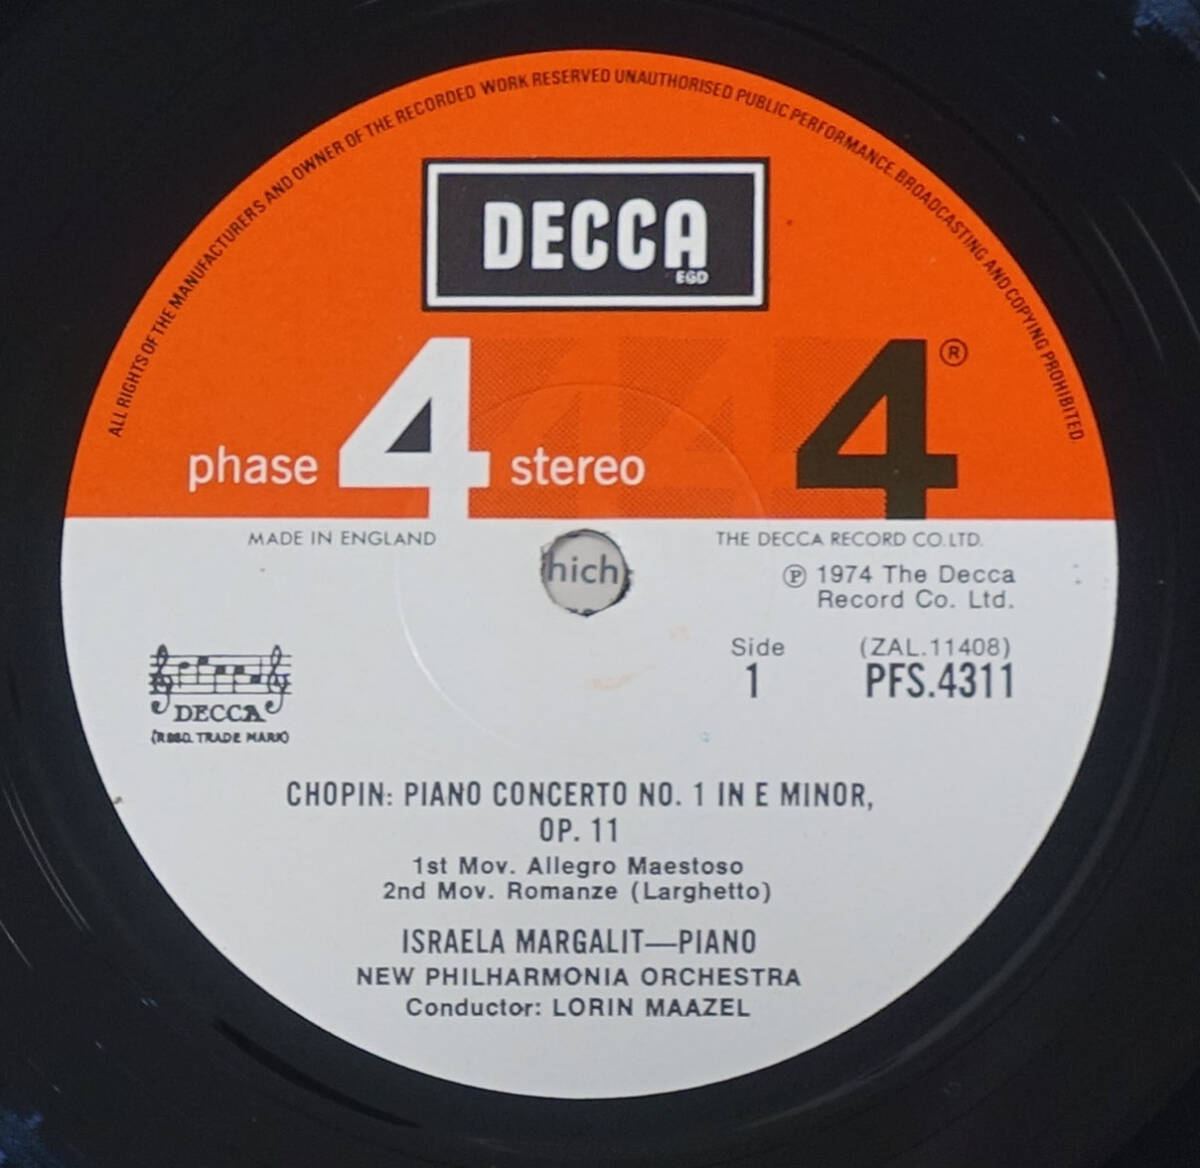 ALL RIGHTS OF THE MANUFACTURERS AND OWNER OF THE RECORDED WORK RESERVED UNAUTHORISED PUBLIC PERFORMANCE, BROADCASTING AND COPYING PROHIBITED.
DECCA
EGD
phase 4 stereo 4 ®
MADE IN ENGLAND
THE DECCA RECORD CO. LTD.
hich
℗ 1974 The Decca
Record Co. Ltd.
Side (ZAL.11408)
1 PFS.4311
DECCA
(REGD. TRADE MARK)
CHOPIN: PIANO CONCERTO NO. 1 IN E MINOR,
OP. 11
1st Mov. Allegro Maestoso
2nd Mov. Romanze (Larghetto)
ISRAELA MARGALIT—PIANO
NEW PHILHARMONIA ORCHESTRA
Conductor: LORIN MAAZEL